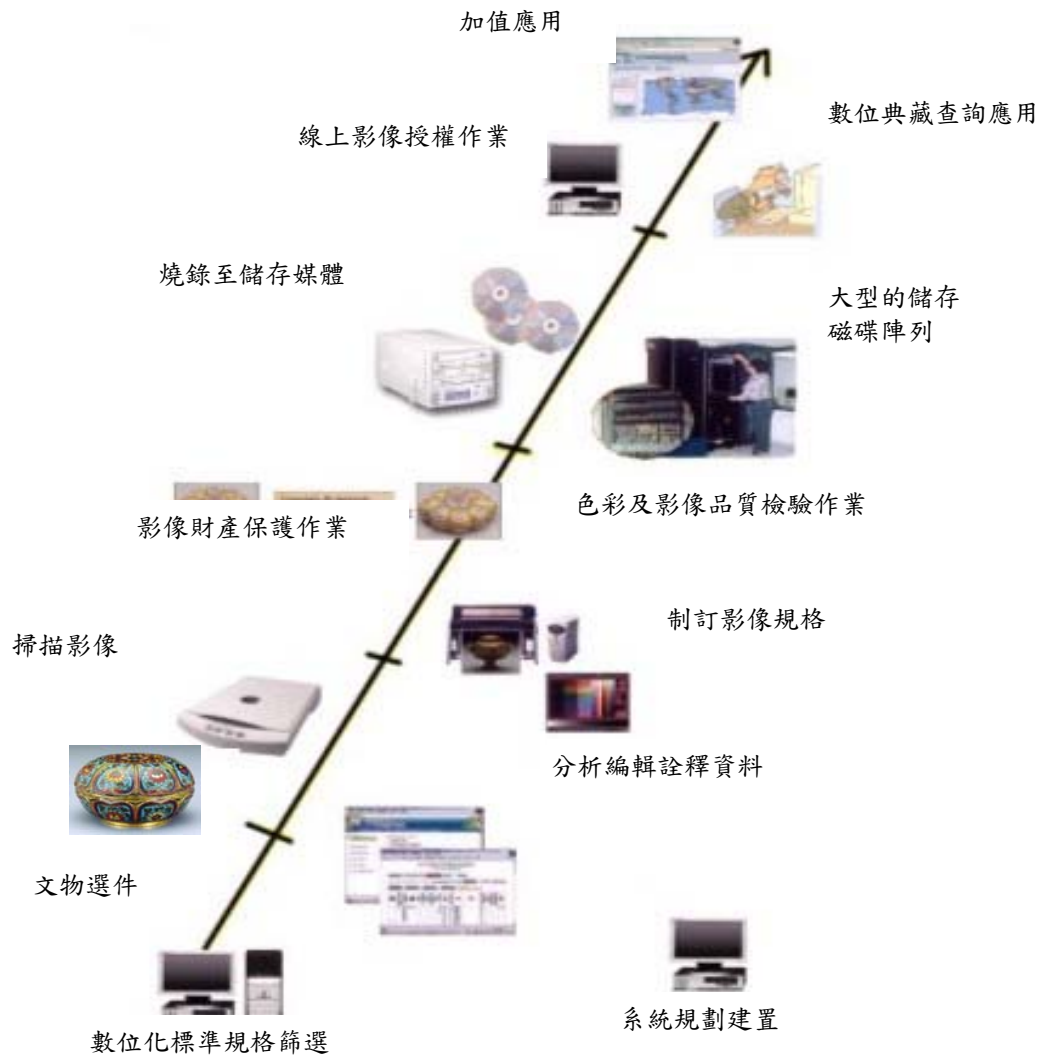 加值應用
數位典藏查詢應用
線上影像授權作業
燒錄至儲存媒體
大型的儲存
磁碟陣列
色彩及影像品質檢驗作業
影像財產保護作業
制訂影像規格
掃描影像
分析編輯詮釋資料
文物選件
系統規劃建置
數位化標準規格篩選